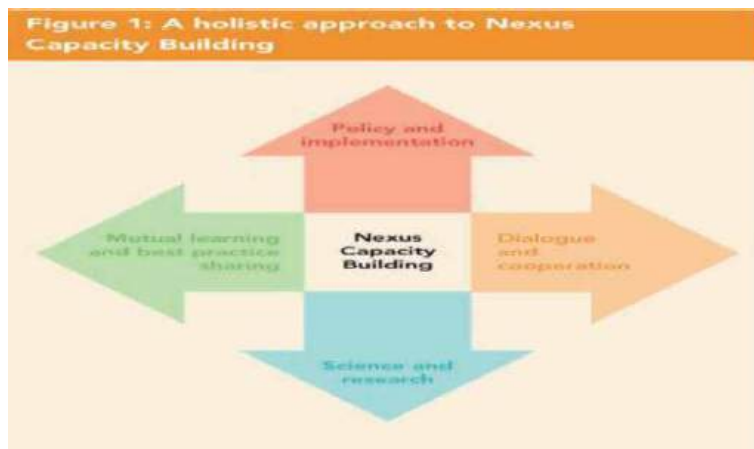 Figure 1: A holistic approach to Nexus
Capacity Building
Policy and
implementation
Mutual learning
and best practice
sharing
Nexus
Capacity
Building
Dialogue
and
cooperation
Science and
research